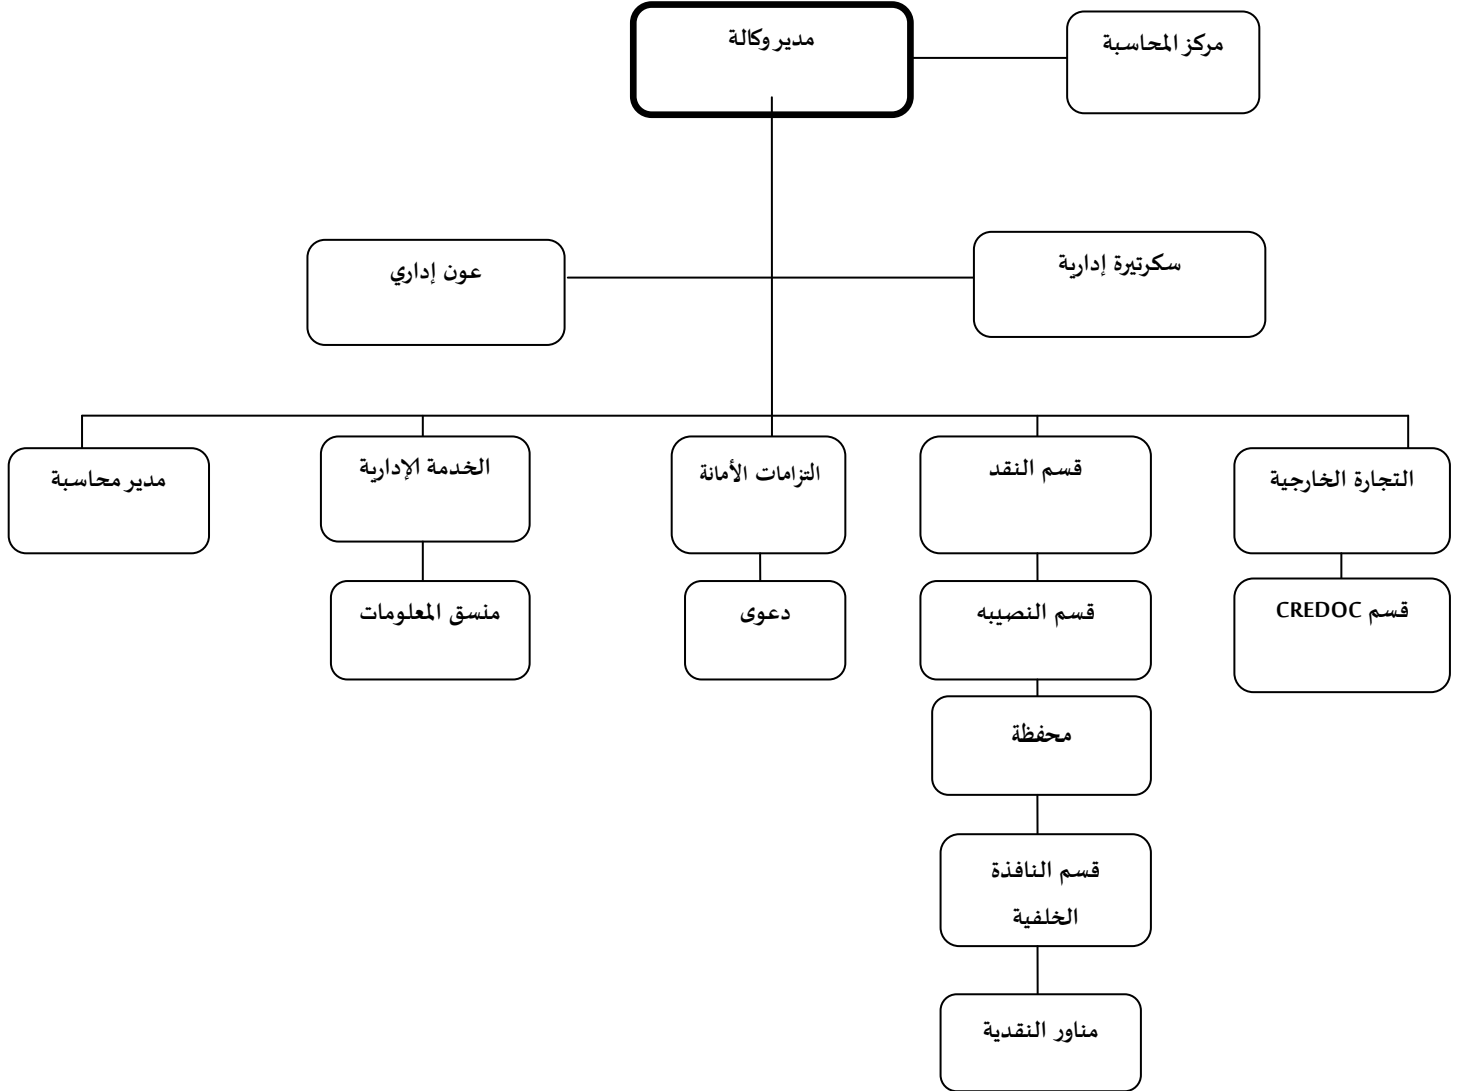 مركز المحاسبة
مدير وكالة
سكرتيرة إدارية
عون إداري
التجارة الخارجية
قسم النقد
التزامات الأمانة
الخدمة الإدارية
مدير محاسبة
قسم CREDOC
قسم النصيبه
دعوى
منسق المعلومات
محفظة
قسم النافذة
الخلفية
مناور النقدية